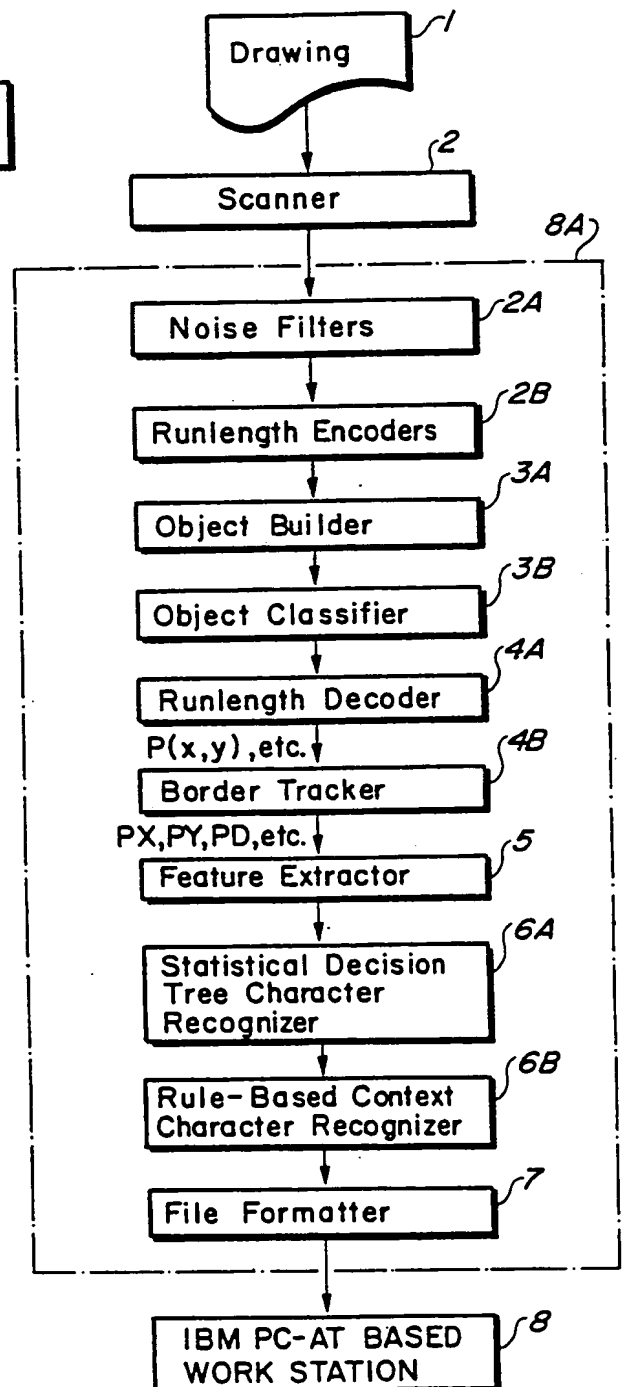 1
Drawing
2
Scanner
8A
2A
Noise Filters
2B
Runlength Encoders
3A
Object Builder
3B
Object Classifier
4A
Runlength Decoder
P(x,y),etc.
4B
Border Tracker
PX,PY,PD,etc.
5
Feature Extractor
6A
Statistical Decision
Tree Character
Recognizer
6B
Rule-Based Context
Character Recognizer
7
File Formatter
8
IBM PC-AT BASED
WORK STATION